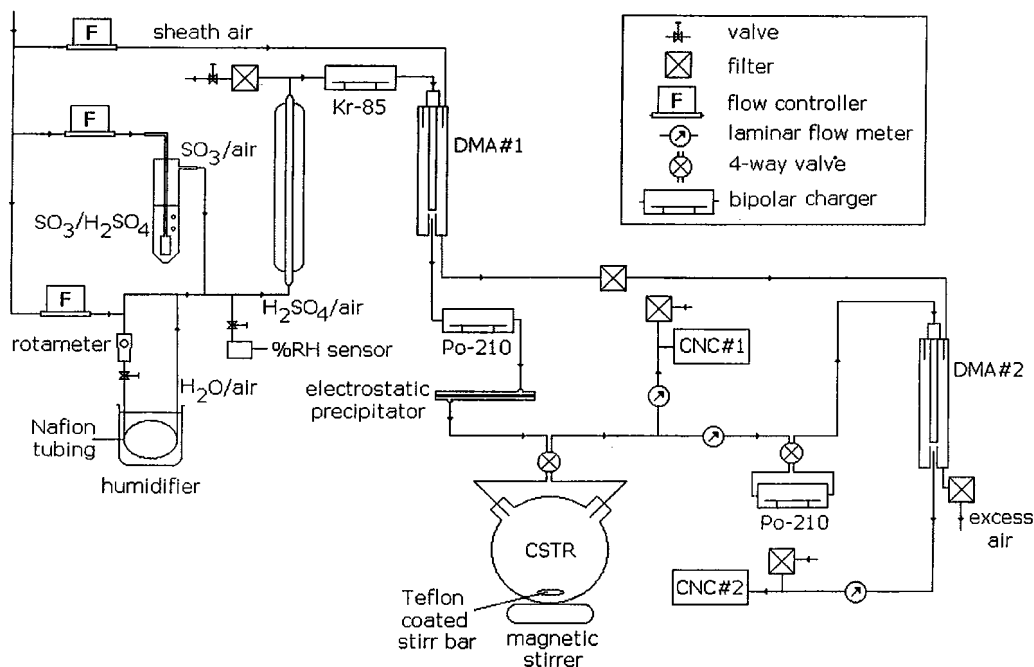 F
sheath air
F
SO3/air
SO3/H2SO4
F
rotameter
H2O/air
Nafion
tubing
humidifier
%RH sensor
H2SO4/air
Kr-85
DMA#1
Po-210
electrostatic
precipitator
CSTR
Teflon
coated
stirr bar
magnetic
stirrer
CNC#1
Po-210
DMA#2
excess
air
CNC#2
valve
filter
F
flow controller
laminar flow meter
4-way valve
bipolar charger